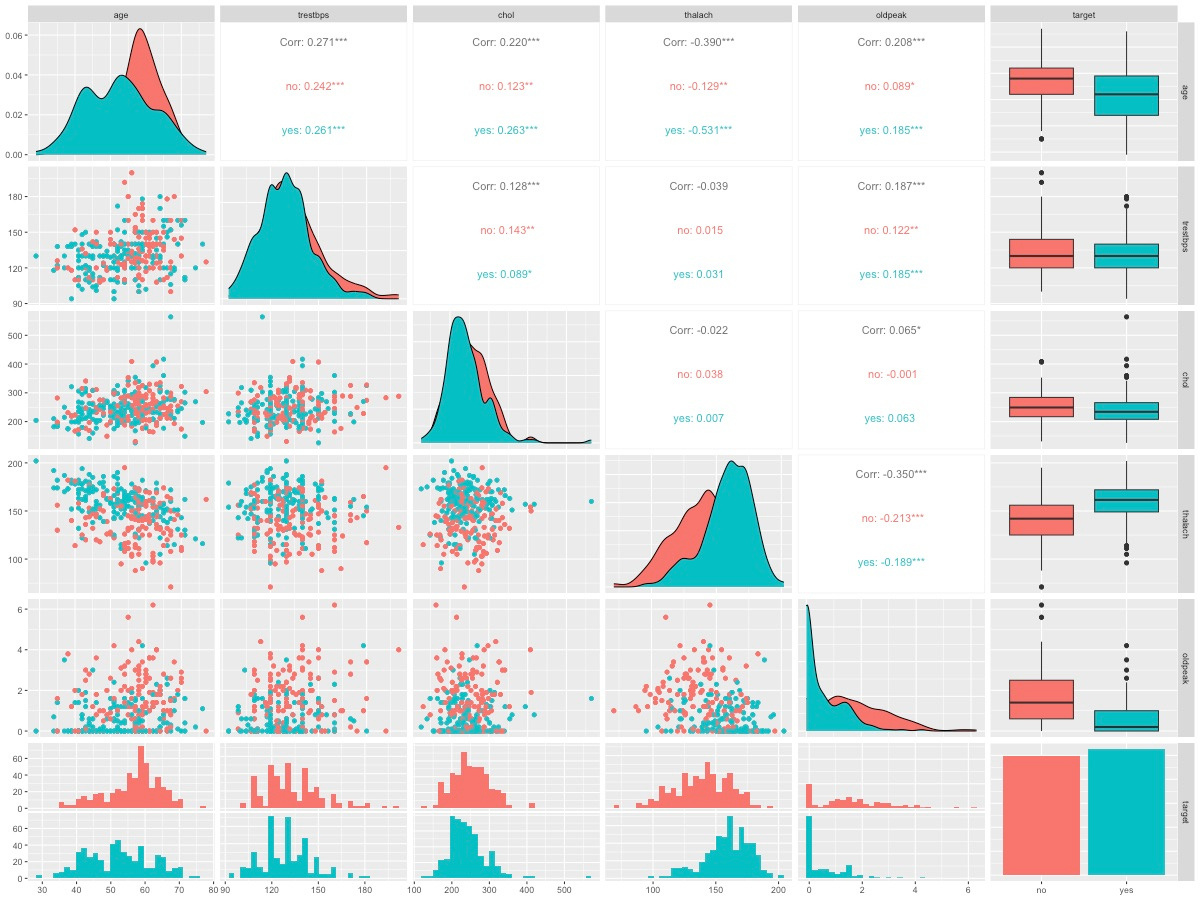 age trestbps chol thalach oldpeak target
0.06
0.04
0.02
0.00
Corr: 0.271***
no: 0.242***
yes: 0.261***
Corr: 0.220***
no: 0.123**
yes: 0.263***
Corr: -0.390***
no: -0.129**
yes: -0.531***
Corr: 0.208***
no: 0.089*
yes: 0.185***
age
180
150
120
90
Corr: 0.128***
no: 0.143**
yes: 0.089*
Corr: -0.039
no: 0.015
yes: 0.031
Corr: 0.187***
no: 0.122**
yes: 0.185***
trestbps
500
400
300
200
Corr: -0.022
no: 0.038
yes: 0.007
Corr: 0.065*
no: -0.001
yes: 0.063
chol
200
150
100
Corr: -0.350***
no: -0.213***
yes: -0.189***
thalach
6
4
2
0
oldpeak
60
40
20
0
60
40
20
0
target
30 40 50 60 70 80
90 120 150 180
100 200 300 400 500
100 150 200
0 2 4 6
no yes